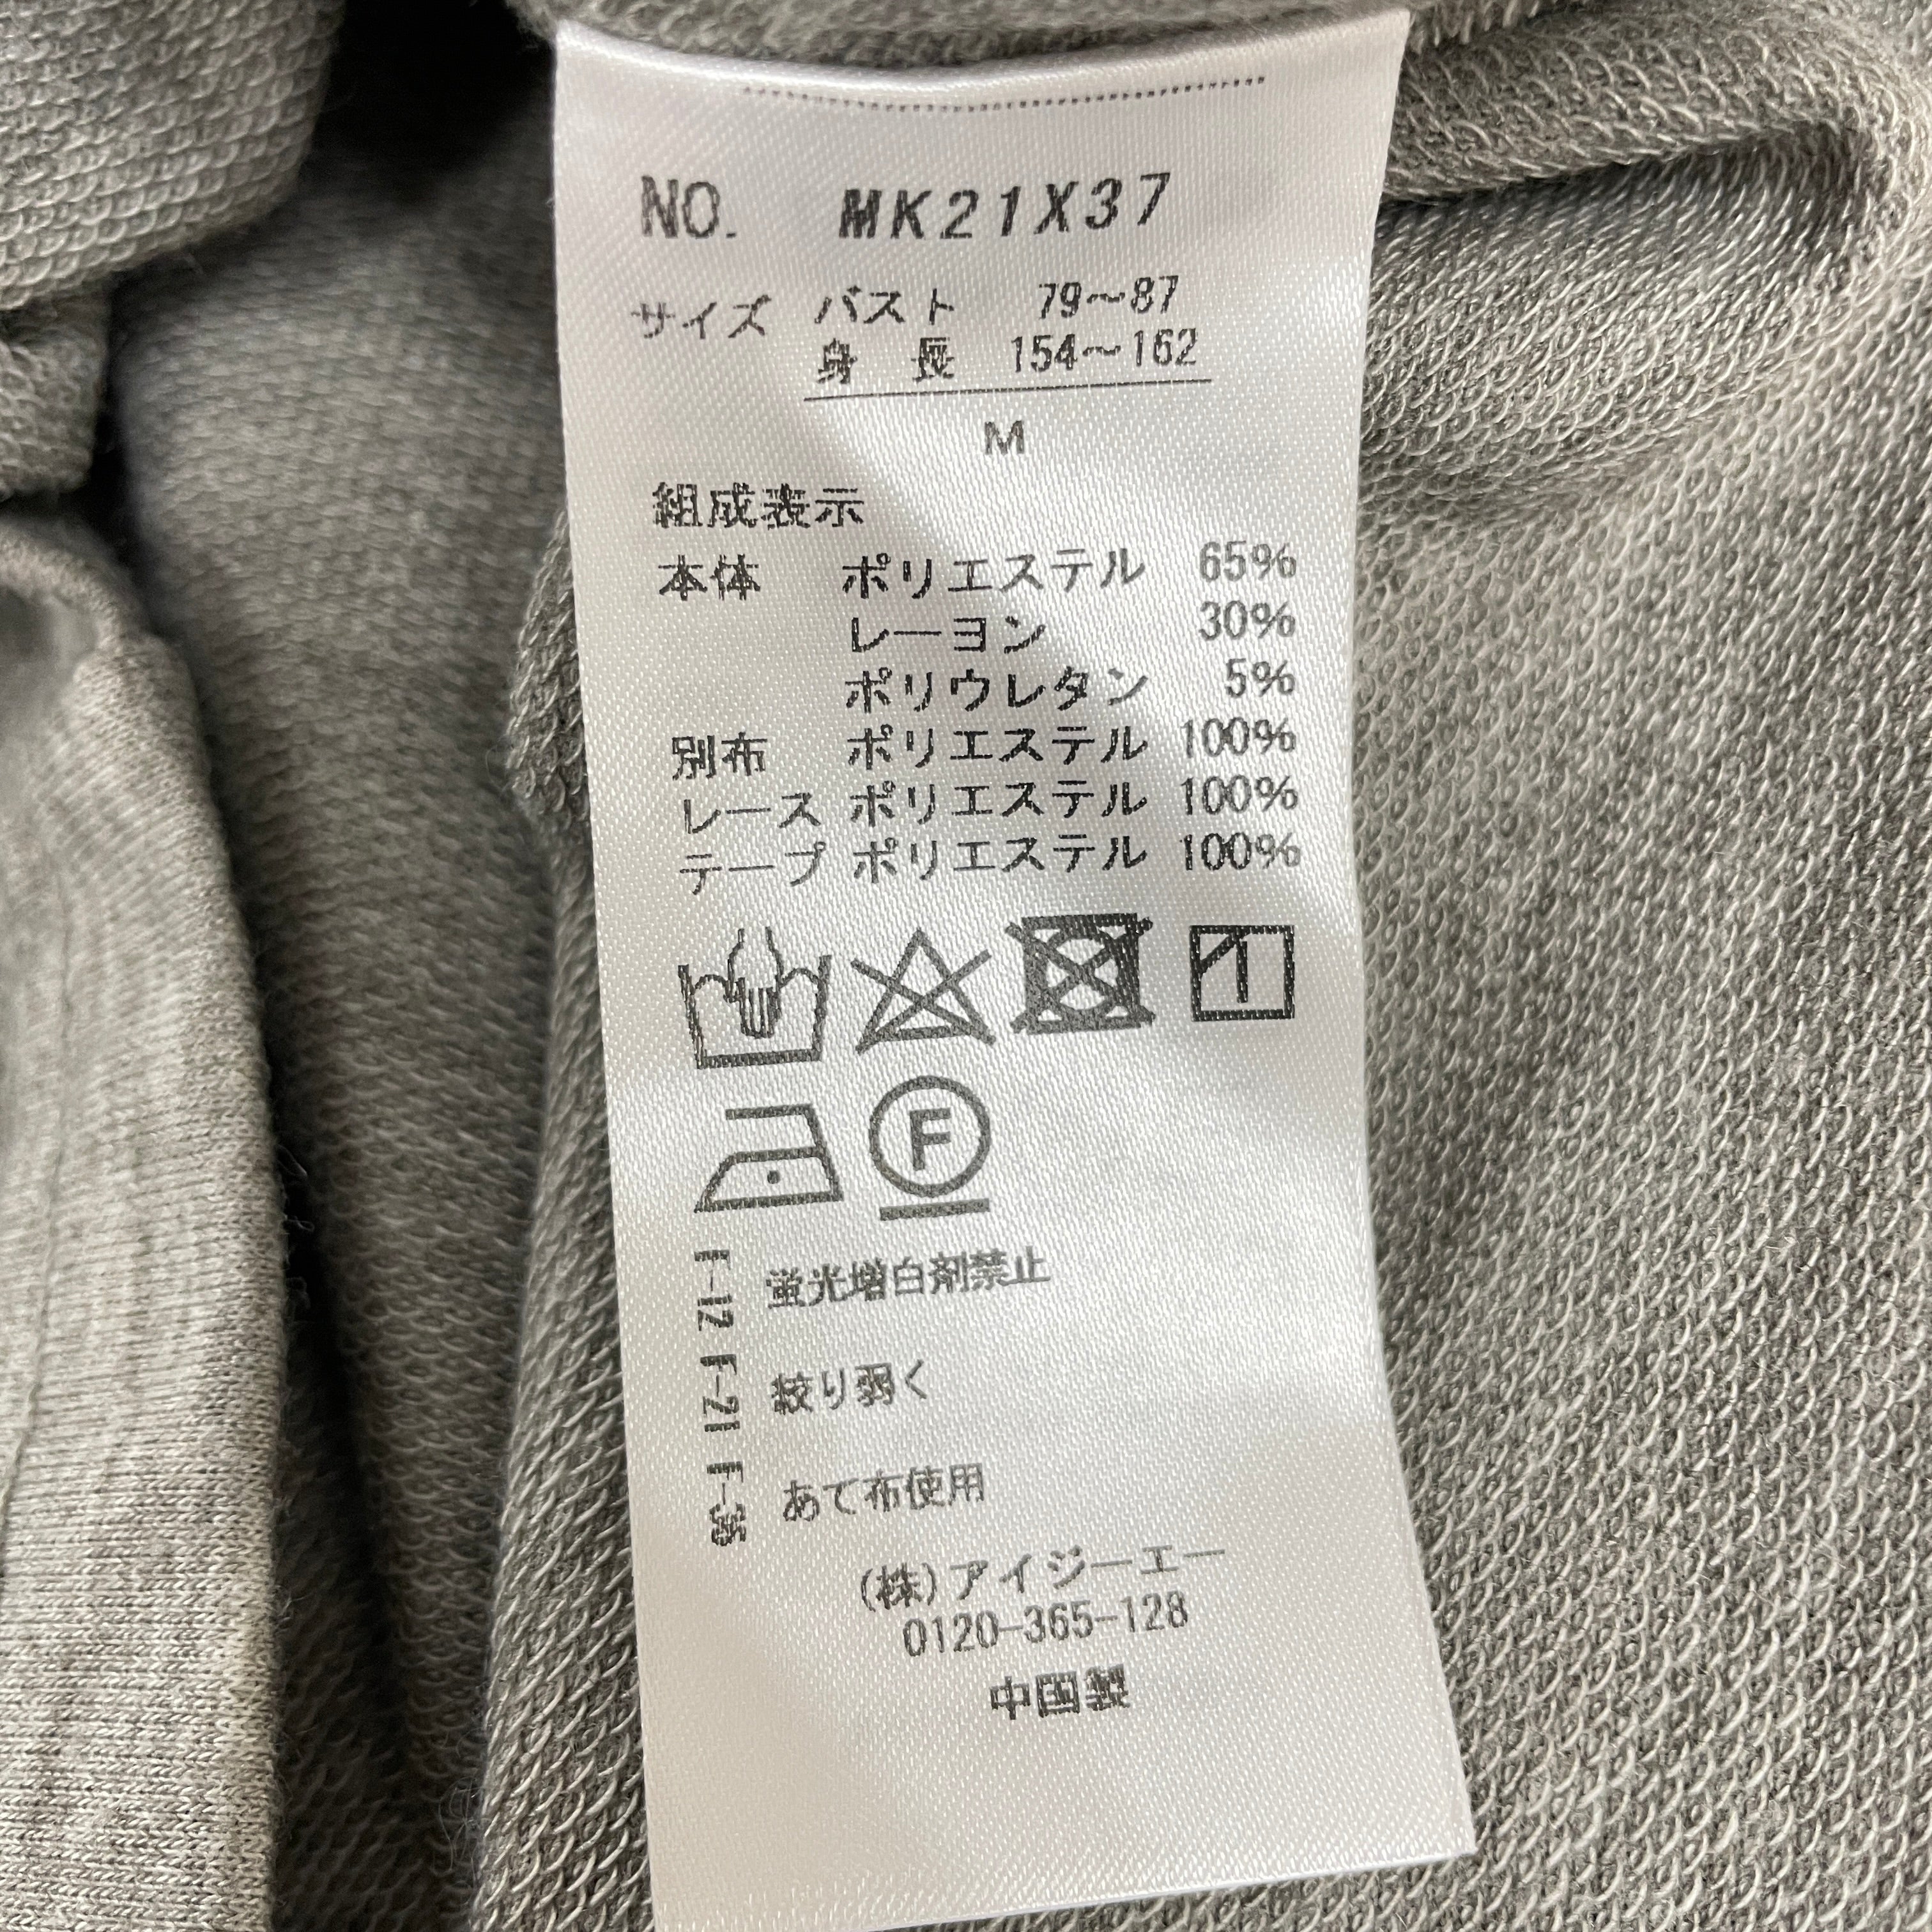 NO. MK21X37
サイズ バスト 79～87
身長 154～162
M
組成表示
本体 ポリエステル 65%
レーヨン 30%
ポリウレタン 5%
別布 ポリエステル 100%
レース ポリエステル 100%
テープ ポリエステル 100%
F
F-12 F-21 F-36
蛍光増白剤禁止
絞り弱く
あて布使用
(株)アイジーエー
0120-365-128
中国製